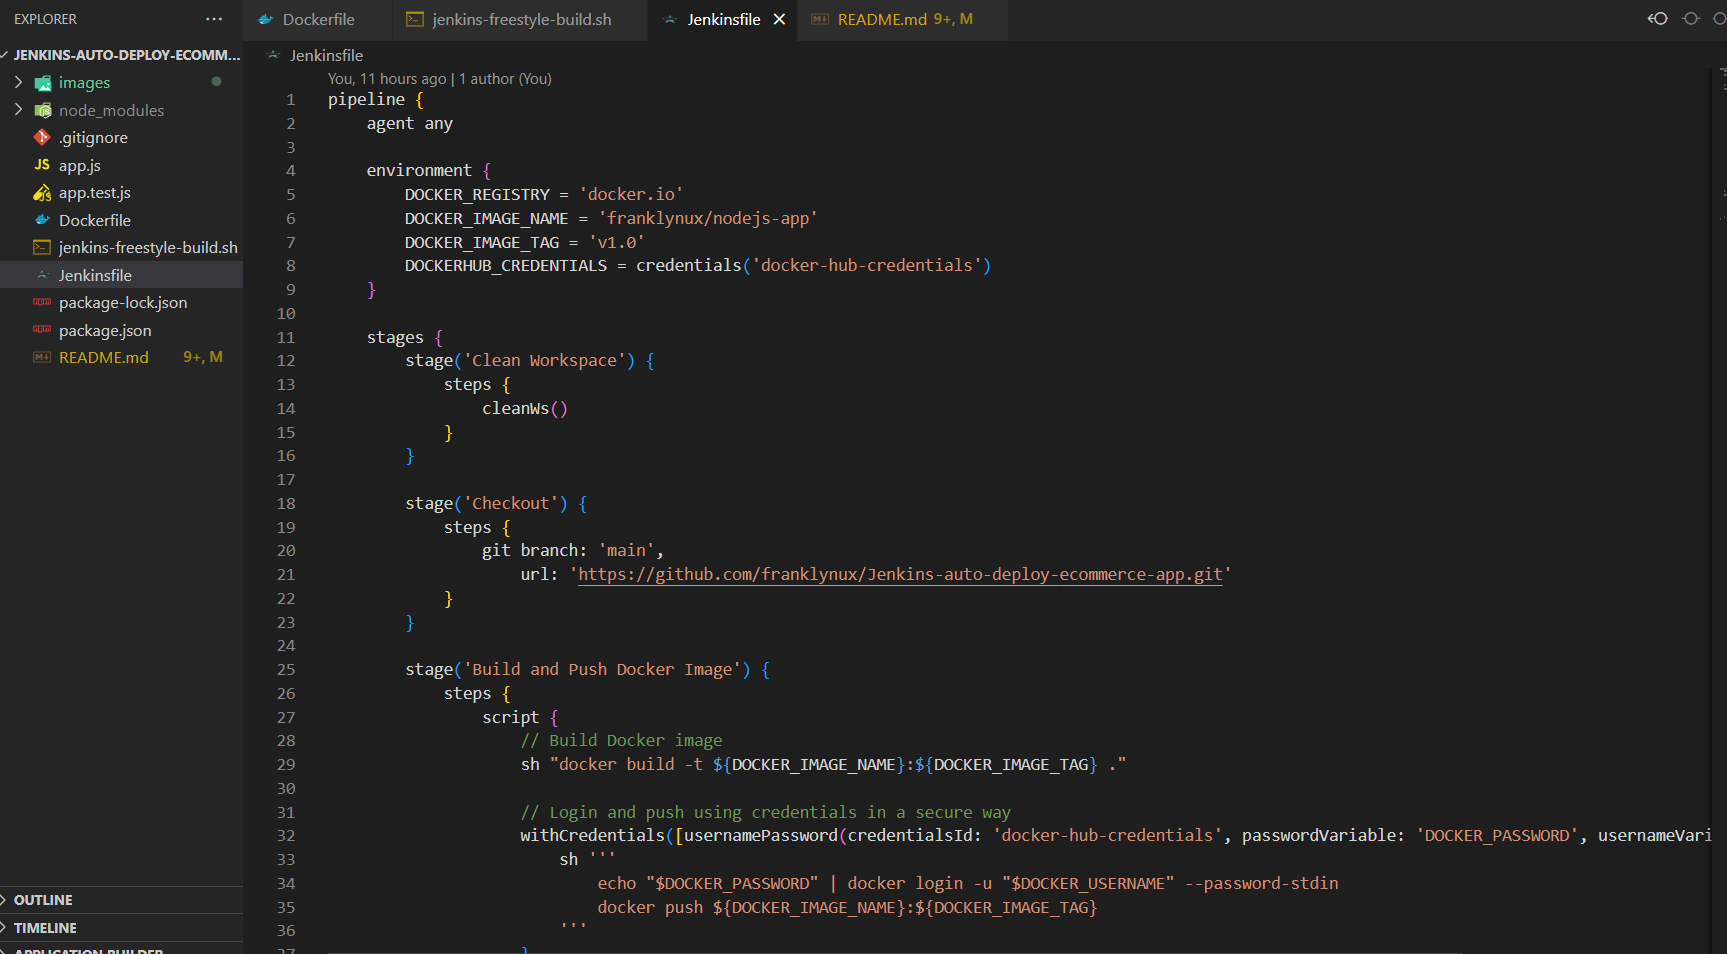 EXPLORER
JENKINS-AUTO-DEPLOY-ECOMM...
images
node_modules
.gitignore
JS app.js
app.test.js
Dockerfile
jenkins-freestyle-build.sh
Jenkinsfile
package-lock.json
package.json
README.md 9+, M
OUTLINE
TIMELINE
APPLICATION BUILDER
Dockerfile jenkins-freestyle-build.sh Jenkinsfile README.md 9+, M
Jenkinsfile
You, 11 hours ago | 1 author (You)
1 pipeline {
2     agent any
3
4     environment {
5         DOCKER_REGISTRY = 'docker.io'
6         DOCKER_IMAGE_NAME = 'franklynux/nodejs-app'
7         DOCKER_IMAGE_TAG = 'v1.0'
8         DOCKERHUB_CREDENTIALS = credentials('docker-hub-credentials')
9     }
10
11     stages {
12         stage('Clean Workspace') {
13             steps {
14                 cleanWs()
15             }
16         }
17
18         stage('Checkout') {
19             steps {
20                 git branch: 'main',
21                     url: 'https://github.com/franklynux/Jenkins-auto-deploy-ecommerce-app.git'
22             }
23         }
24
25         stage('Build and Push Docker Image') {
26             steps {
27                 script {
28                     // Build Docker image
29                     sh "docker build -t ${DOCKER_IMAGE_NAME}:${DOCKER_IMAGE_TAG} ."
30
31                     // Login and push using credentials in a secure way
32                     withCredentials([usernamePassword(credentialsId: 'docker-hub-credentials', passwordVariable: 'DOCKER_PASSWORD', usernameVari
33                         sh '''
34                             echo "$DOCKER_PASSWORD" | docker login -u "$DOCKER_USERNAME" --password-stdin
35                             docker push ${DOCKER_IMAGE_NAME}:${DOCKER_IMAGE_TAG}
36                         '''
37                     }